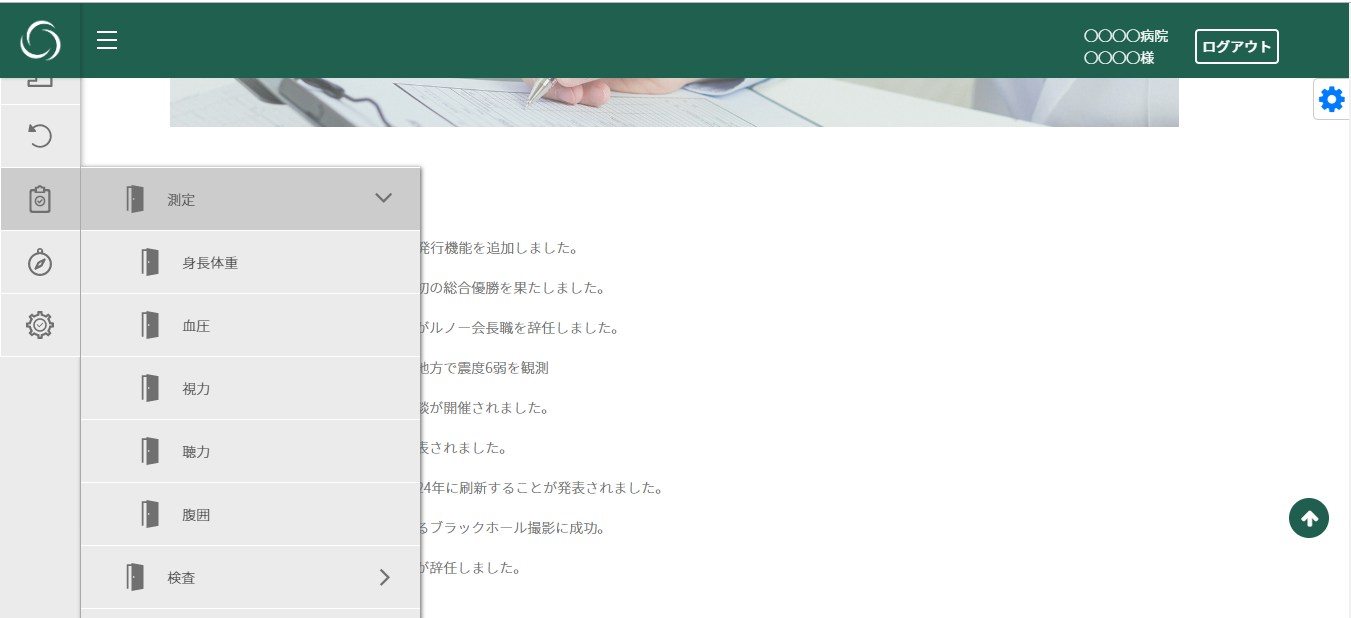 〇〇〇〇病院
〇〇〇〇様
ログアウト
測定
身長体重
血圧
視力
聴力
腹囲
検査
発行機能を追加しました。
初の総合優勝を果たしました。
がルノー会長職を辞任しました。
地方で震度6弱を観測
談が開催されました。
表されました。
24年に刷新することが発表されました。
るブラックホール撮影に成功。
が辞任しました。